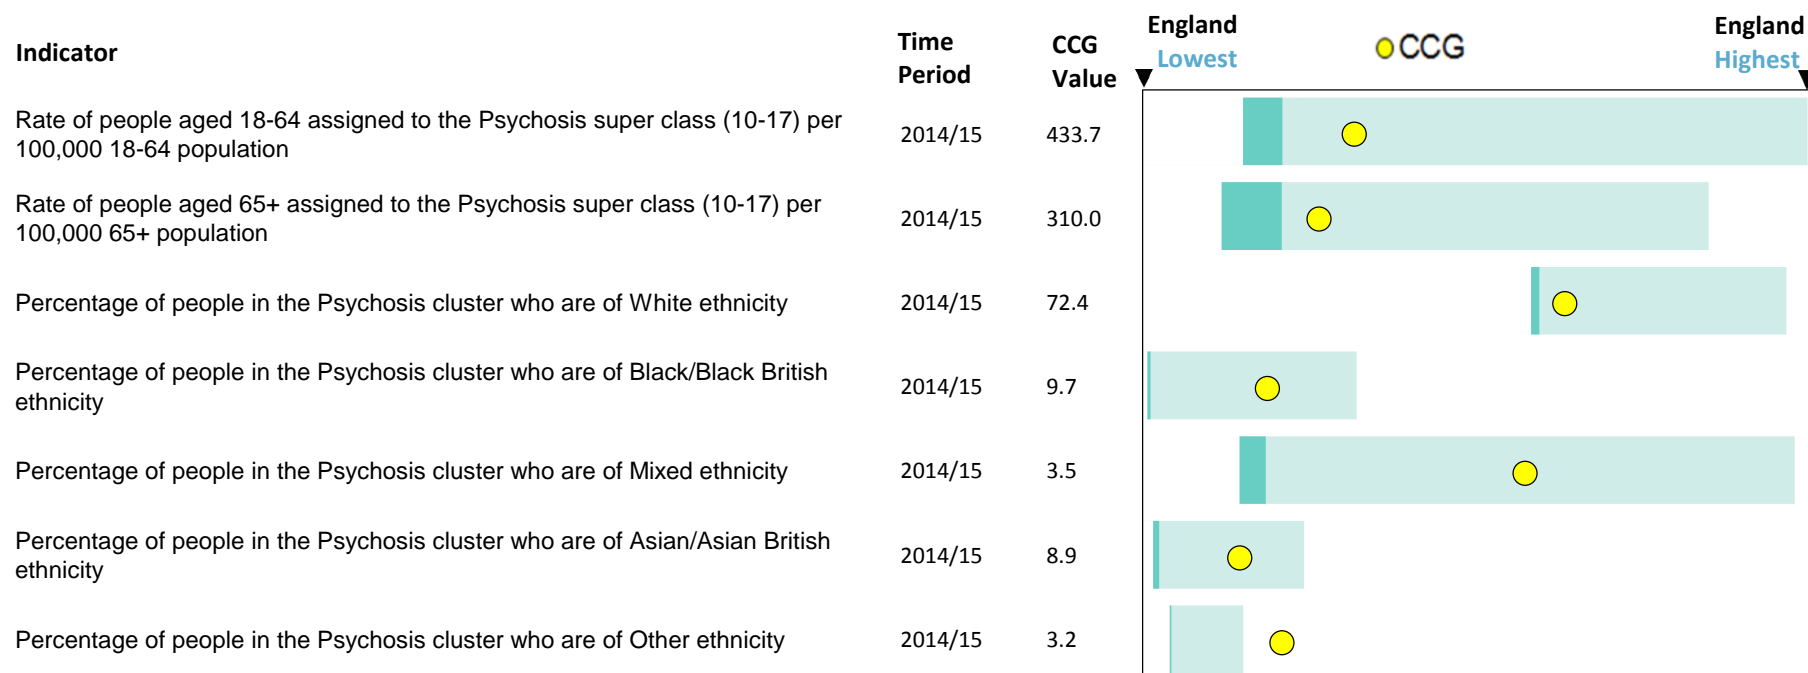 Indicator
Time Period
CCG Value
England Lowest
CCG
England Highest
Rate of people aged 18-64 assigned to the Psychosis super class (10-17) per
100,000 18-64 population
2014/15
433.7
Rate of people aged 65+ assigned to the Psychosis super class (10-17) per
100,000 65+ population
2014/15
310.0
Percentage of people in the Psychosis cluster who are of White ethnicity
2014/15
72.4
Percentage of people in the Psychosis cluster who are of Black/Black British
ethnicity
2014/15
9.7
Percentage of people in the Psychosis cluster who are of Mixed ethnicity
2014/15
3.5
Percentage of people in the Psychosis cluster who are of Asian/Asian British
ethnicity
2014/15
8.9
Percentage of people in the Psychosis cluster who are of Other ethnicity
2014/15
3.2